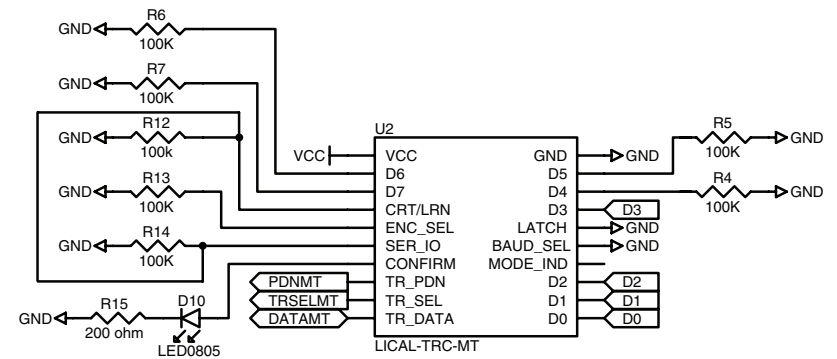 R6
GND
100K
R7
GND
100K
R12
GND
100k
R13
GND
100K
R14
GND
100K
R15
GND
200 ohm
D10
LED0805
PDNMT
TRSELMT
DATAMT
U2
VCC
VCC
D6
D7
CRT/LRN
ENC_SEL
SER_IO
CONFIRM
TR_PDN
TR_SEL
TR_DATA
GND
D5
D4
D3
LATCH
BAUD_SEL
MODE_IND
D2
D1
D0
LICAL-TRC-MT
GND
D3
GND
GND
D2
D1
D0
R5
GND
100K
R4
GND
100K